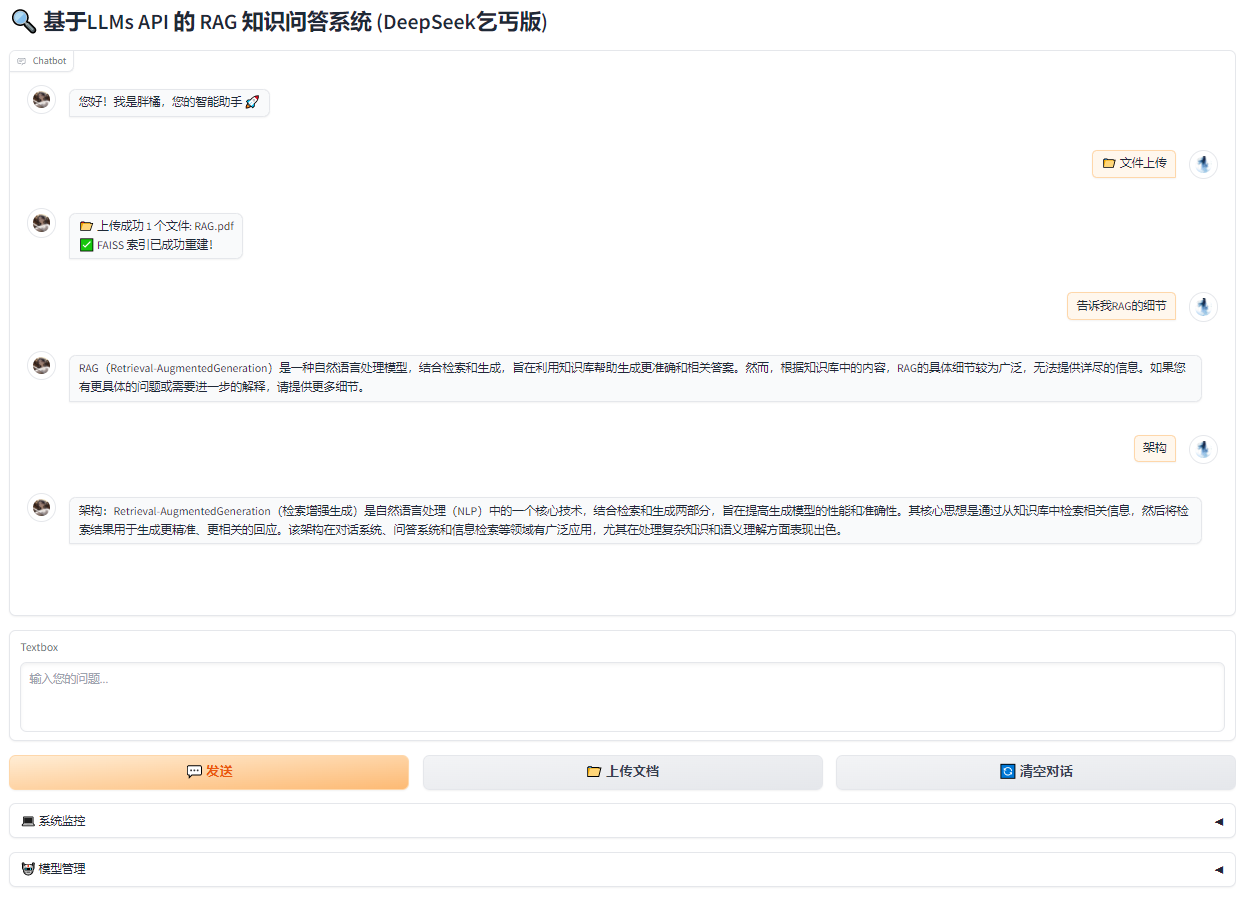 🔍 基于LLMs API 的 RAG 知识问答系统 (DeepSeek乞丐版)
Chatbot
您好！我是胖橘，您的智能助手 🚀
📂 文件上传
📂 上传成功 1 个文件: RAG.pdf
✅ FAISS 索引已成功重建！
告诉我RAG的细节
RAG（Retrieval-AugmentedGeneration）是一种自然语言处理模型，结合检索和生成，旨在利用知识库帮助生成更准确和相关答案。然而，根据知识库中的内容，RAG的具体细节较为广泛，无法提供详尽的信息。如果您
有更具体的问题或需要进一步的解释，请提供更多细节。
架构
架构：Retrieval-AugmentedGeneration（检索增强生成）是自然语言处理（NLP）中的一个核心技术，结合检索和生成两部分，旨在提高生成模型的性能和准确性。其核心思想是通过从知识库中检索相关信息，然后将检
索结果用于生成更精准、更相关的回应。该架构在对话系统、问答系统和信息检索等领域有广泛应用，尤其在处理复杂知识和语义理解方面表现出色。
Textbox
输入您的问题...
💬 发送
📂 上传文档
🔄 清空对话
💻 系统监控
模型管理